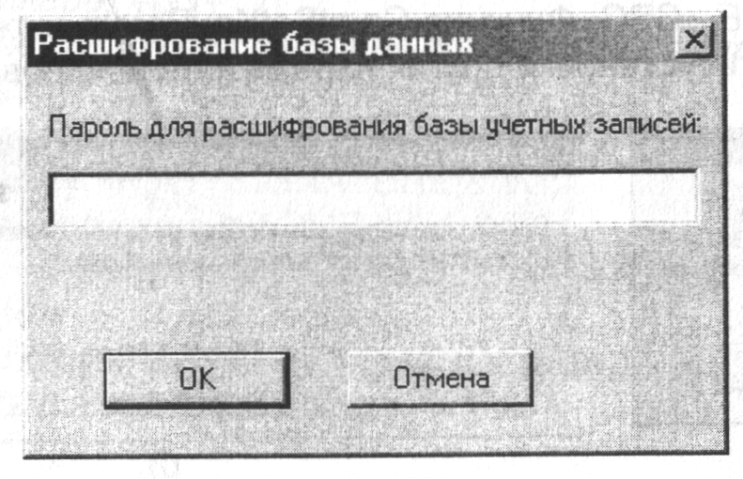 Расшифрование базы данных
Пароль для расшифрования базы учетных записей:
OK Отмена